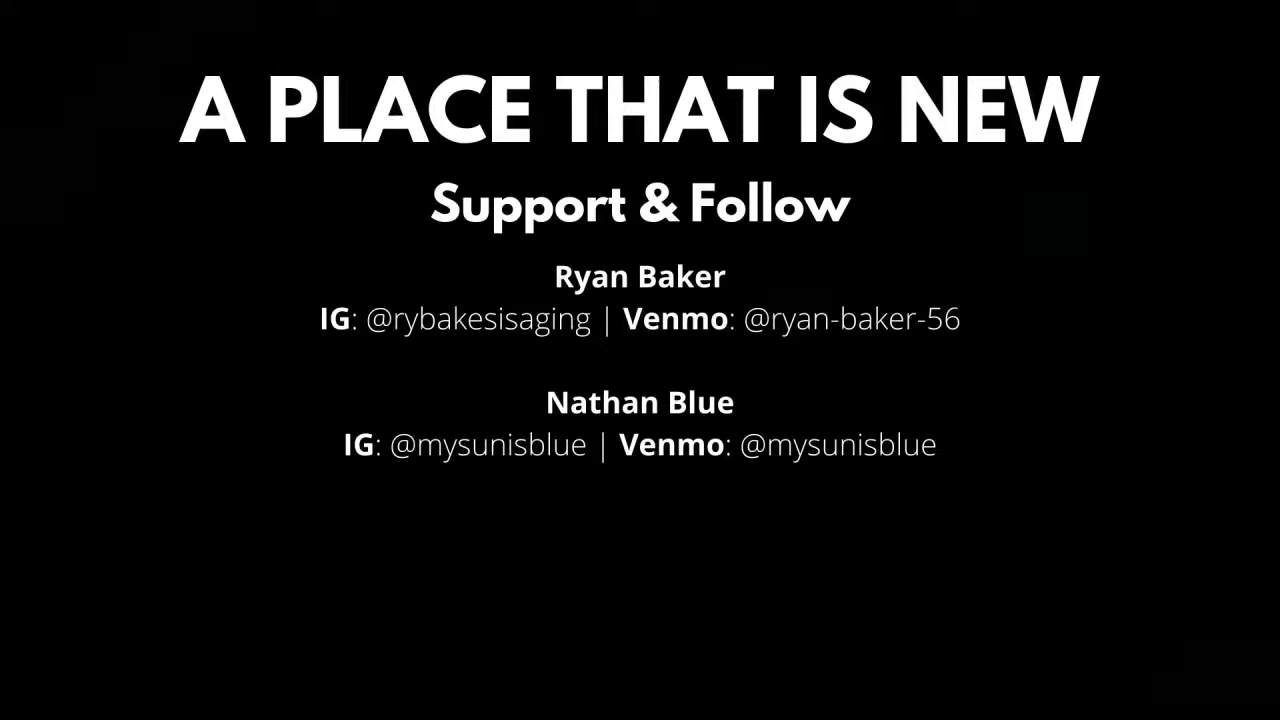 A PLACE THAT IS NEW
Support & Follow
Ryan Baker
IG: @rybakesisaging | Venmo: @ryan-baker-56
Nathan Blue
IG: @mysunisblue | Venmo: @mysunisblue